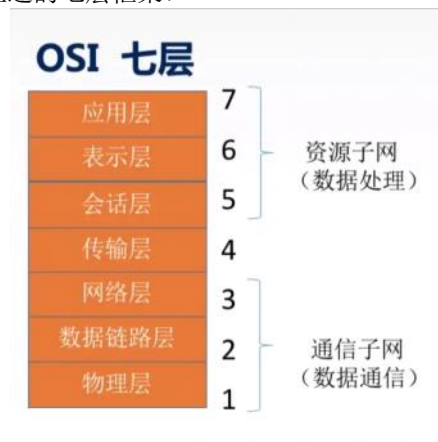 OSI 七层
应用层 7
表示层 6
会话层 5
传输层 4
网络层 3
数据链路层 2
物理层 1
资源子网
（数据处理）
通信子网
（数据通信）